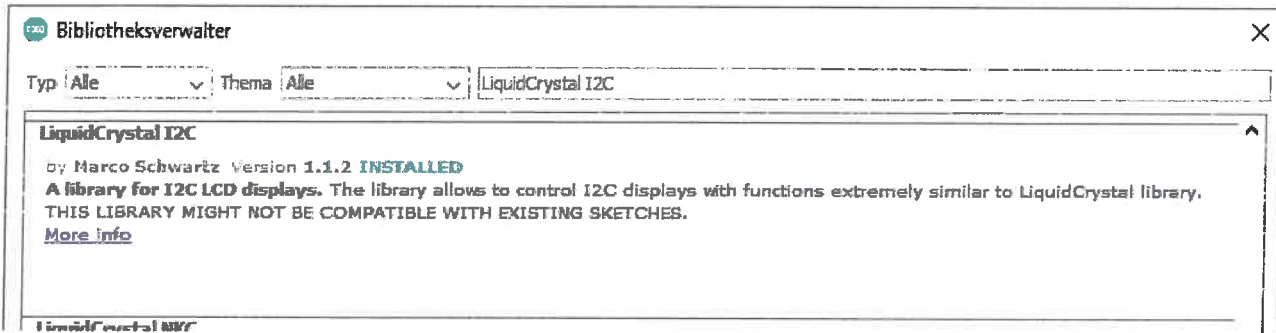 Bibliotheksverwalter
Typ Alle Thema Alle LiquidCrystal I2C
LiquidCrystal I2C
by Marco Schwartz Version 1.1.2 INSTALLED
A library for I2C LCD displays. The library allows to control I2C displays with functions extremely similar to LiquidCrystal library.
THIS LIBRARY MIGHT NOT BE COMPATIBLE WITH EXISTING SKETCHES.
More Info
LiquidCrystal NKC